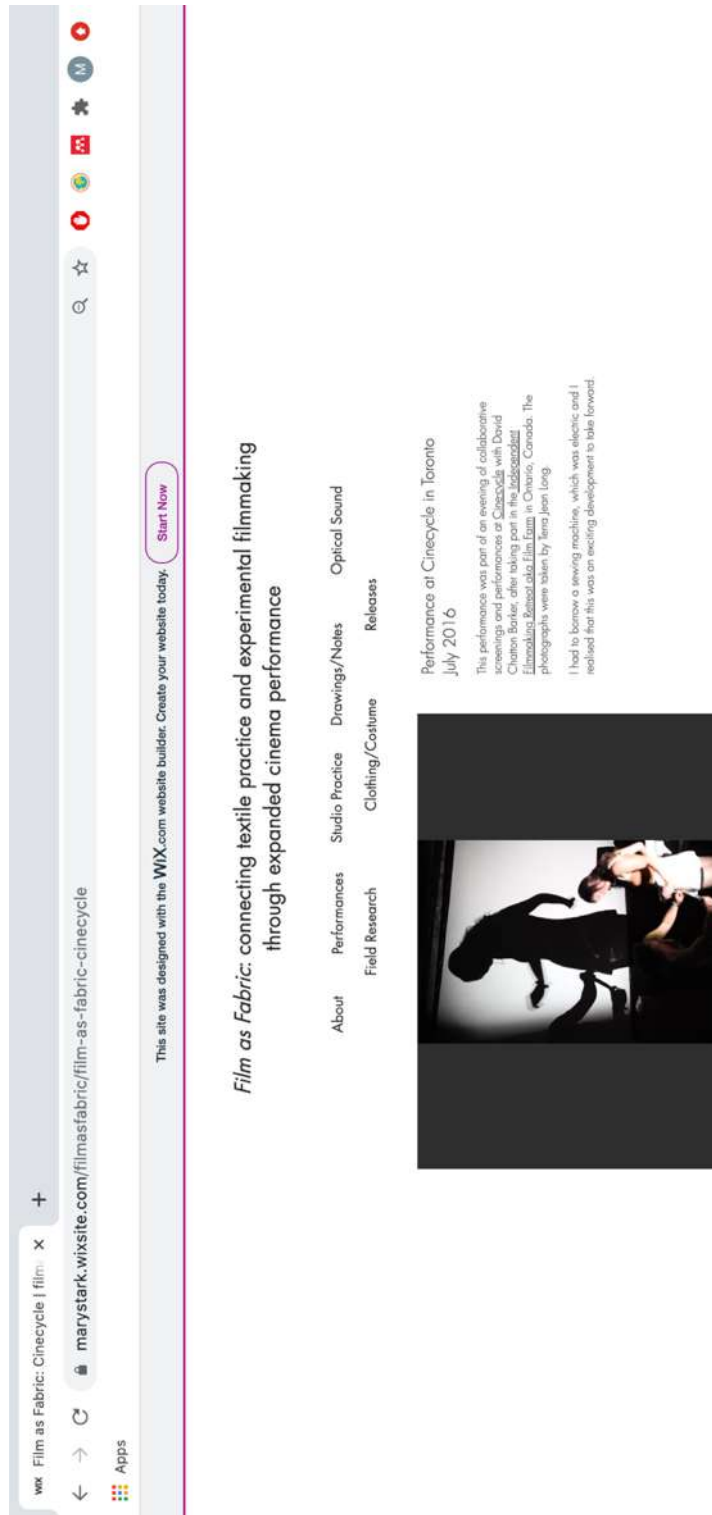 WiX Film as Fabric: Cinecycle | film
marystark.wixsite.com/filmasfabric/film-as-fabric-cinecycle
M
Apps
This site was designed with the WiX.com website builder. Create your website today. Start Now
Film as Fabric: connecting textile practice and experimental filmmaking
through expanded cinema performance
About Performances Studio Practice Drawings/Notes Optical Sound
Field Research Clothing/Costume Releases
Performance at Cinecycle in Toronto
July 2016
This performance was part of an evening of collaborative
screenings and performances at Cinecycle with David
Chatton Barker, after taking part in the Independent
Filmmaking Retreat aka Film Farm in Ontario, Canada. The
photographs were taken by Terra Jean Long.
I had to borrow a sewing machine, which was electric and I
realised that this was an exciting development to take forward.